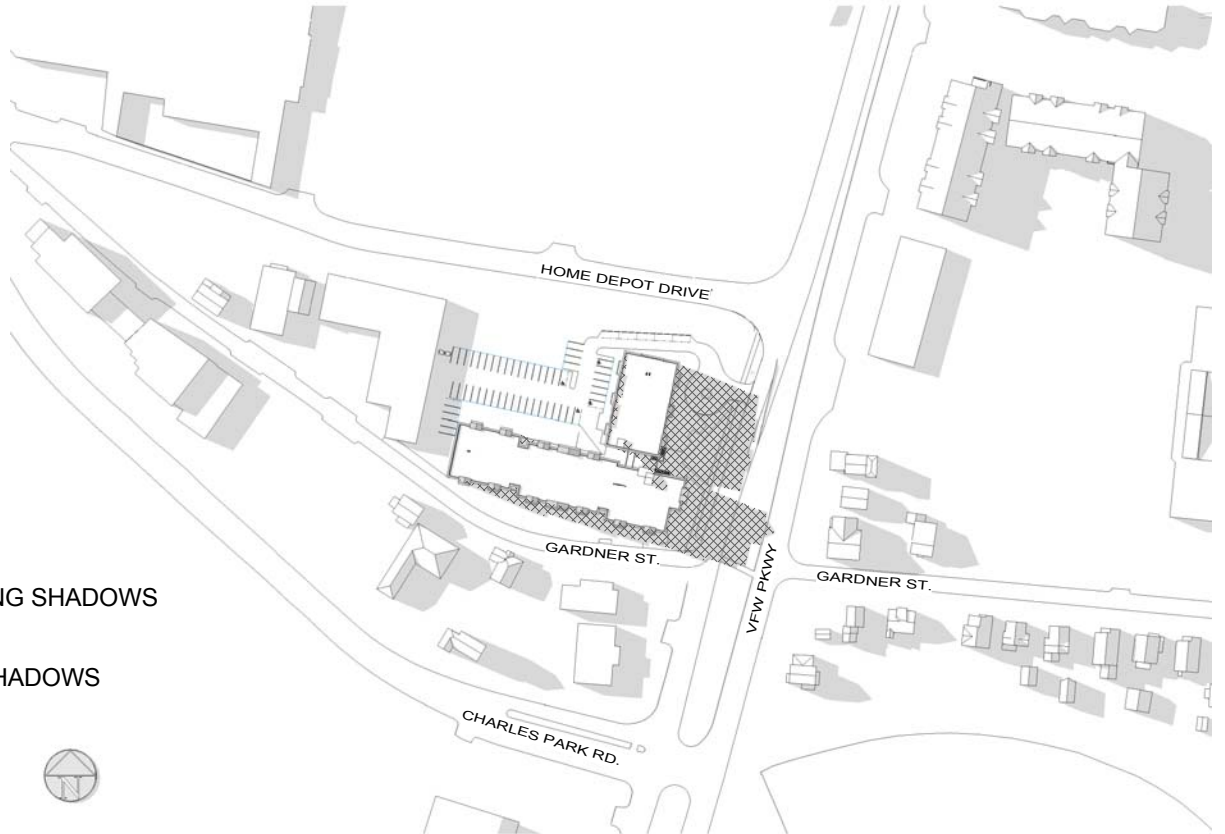 HOME DEPOT DRIVE
GARDNER ST.
VFW PKWY
GARDNER ST.
NG SHADOWS
HADOWS
CHARLES PARK RD.